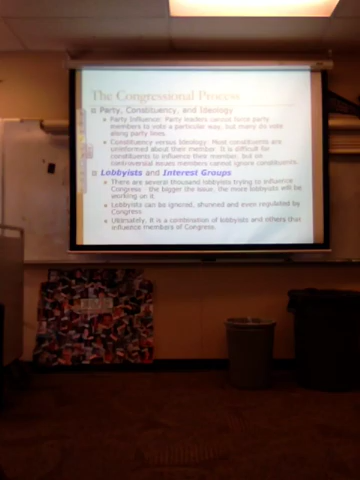 The Congressional Process
Party, Constituency, and Ideology
Party Influence: Party leaders cannot force party
members to vote a particular way, but many do vote
along party lines.
Constituency versus Ideology: Most constituents are
uninformed about their member. It is difficult for
constituents to influence their member, but on
controversial issues members cannot ignore constituents.
Lobbyists and Interest Groups
There are several thousand lobbyists trying to influence
Congress the bigger the issue, the more lobbyists will be
working on it.
Lobbyists can be ignored, shunned and even regulated by
Congress.
Ultimately, it is a combination of lobbyists and others that
influence members of Congress.